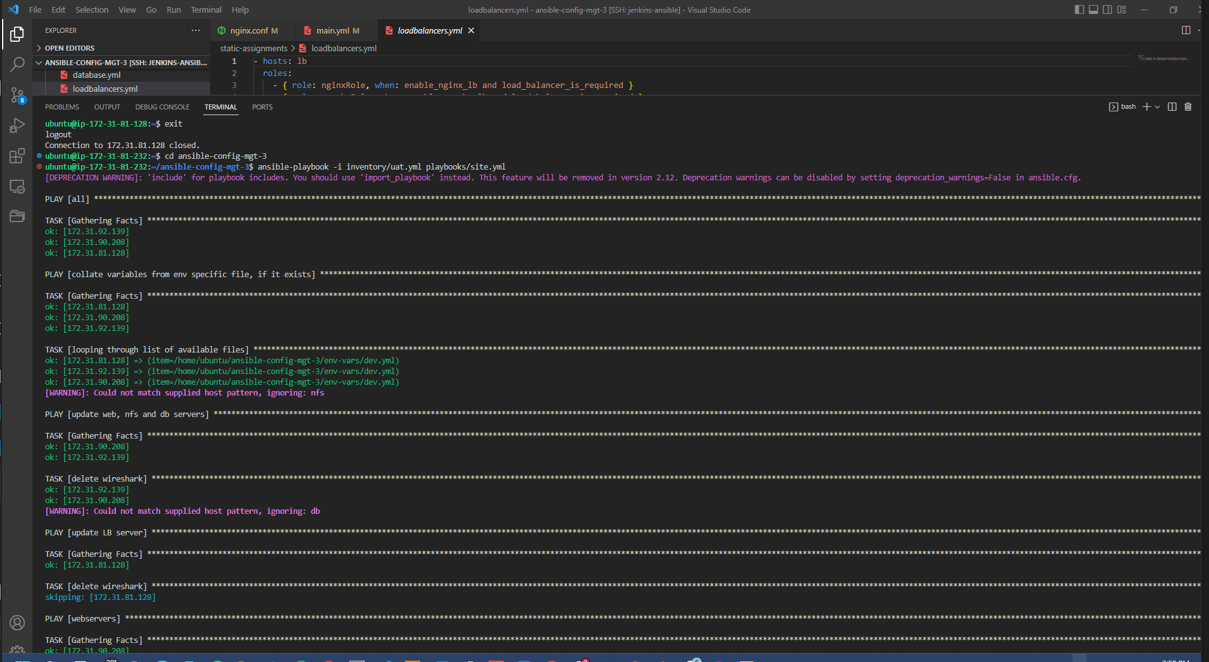 File Edit Selection View Go Run Terminal Help
loadbalancers.yml - ansible-config-mgt-3 [SSH: jenkins-ansible] - Visual Studio Code
EXPLORER ...
nginx.conf M
main.yml M
loadbalancers.yml
OPEN EDITORS
ANSIBLE-CONFIG-MGT-3 [SSH: JENKINS-ANSIB...
database.yml
loadbalancers.yml
8
static-assignments > loadbalancers.yml
1 - hosts: lb
2 roles:
3 - { role: nginxRole, when: enable_nginx_lb and load_balancer_is_required }
PROBLEMS OUTPUT DEBUG CONSOLE TERMINAL PORTS
bash
ubuntu@ip-172-31-81-128:~$ exit
logout
Connection to 172.31.81.128 closed.
ubuntu@ip-172-31-81-232:~$ cd ansible-config-mgt-3
ubuntu@ip-172-31-81-232:~/ansible-config-mgt-3$ ansible-playbook -i inventory/uat.yml playbooks/site.yml
[DEPRECATION WARNING]: 'include' for playbook includes. You should use 'import_playbook' instead. This feature will be removed in version 2.12. Deprecation warnings can be disabled by setting deprecation_warnings=False in ansible.cfg.
PLAY [all] ****
TASK [Gathering Facts] ****
ok: [172.31.92.139]
ok: [172.31.90.208]
ok: [172.31.81.128]
PLAY [collate variables from env specific file, if it exists] ****
TASK [Gathering Facts] ****
ok: [172.31.81.128]
ok: [172.31.90.208]
ok: [172.31.92.139]
TASK [looping through list of available files] ****
ok: [172.31.81.128] => (item=/home/ubuntu/ansible-config-mgt-3/env-vars/dev.yml)
ok: [172.31.92.139] => (item=/home/ubuntu/ansible-config-mgt-3/env-vars/dev.yml)
ok: [172.31.90.208] => (item=/home/ubuntu/ansible-config-mgt-3/env-vars/dev.yml)
[WARNING]: Could not match supplied host pattern, ignoring: nfs
PLAY [update web, nfs and db servers] ****
TASK [Gathering Facts] ****
ok: [172.31.90.208]
ok: [172.31.92.139]
TASK [delete wireshark] ****
ok: [172.31.92.139]
ok: [172.31.90.208]
[WARNING]: Could not match supplied host pattern, ignoring: db
PLAY [update LB server] ****
TASK [Gathering Facts] ****
ok: [172.31.81.128]
TASK [delete wireshark] ****
skipping: [172.31.81.128]
PLAY [webservers] ****
TASK [Gathering Facts] ****
ok: [172.31.90.208]